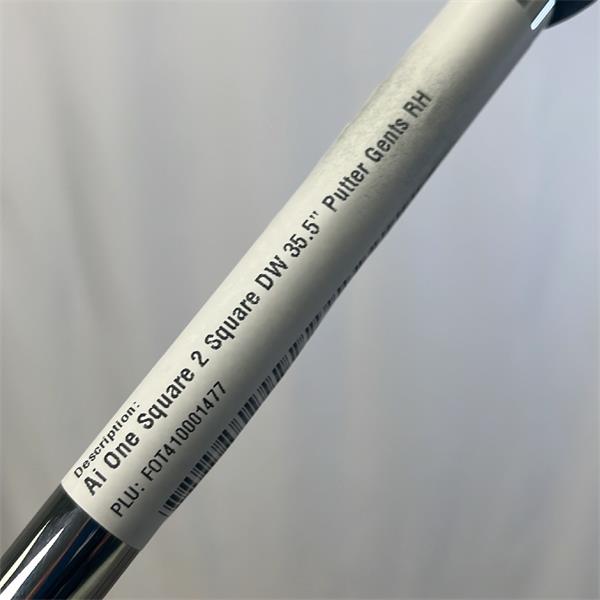 Description:
Ai One Square 2 Square DW 35.5" Putter Gents RH
PLU: FOT410001477